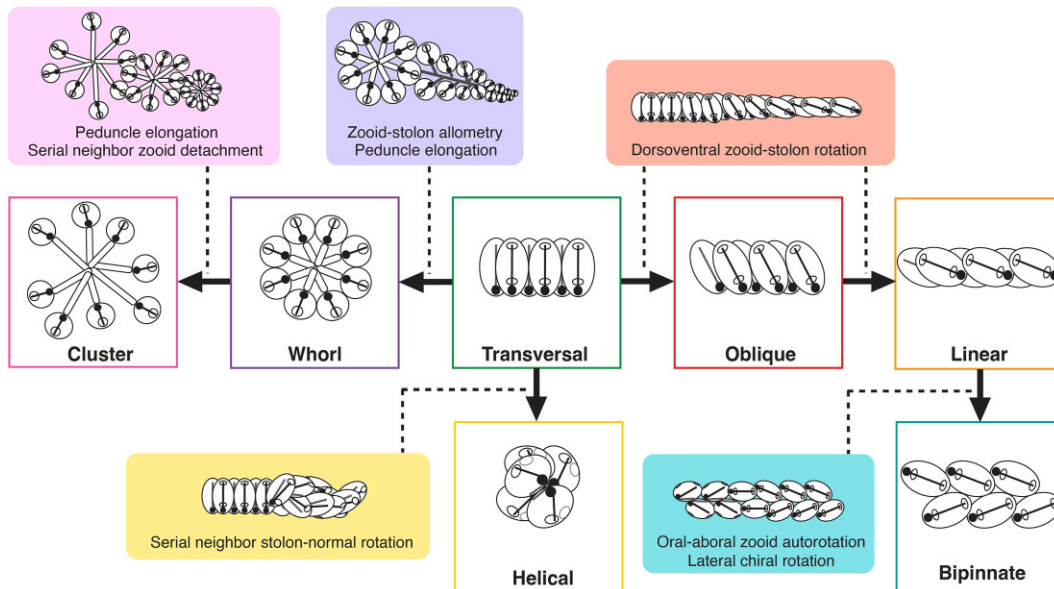 Peduncle elongation
Serial neighbor zooid detachment
Zooid-stolon allometry
Peduncle elongation
Dorsoventral zooid-stolon rotation
Cluster
Whorl
Transversal
Oblique
Linear
Serial neighbor stolon-normal rotation
Helical
Oral-aboral zooid autorotation
Lateral chiral rotation
Bipinnate